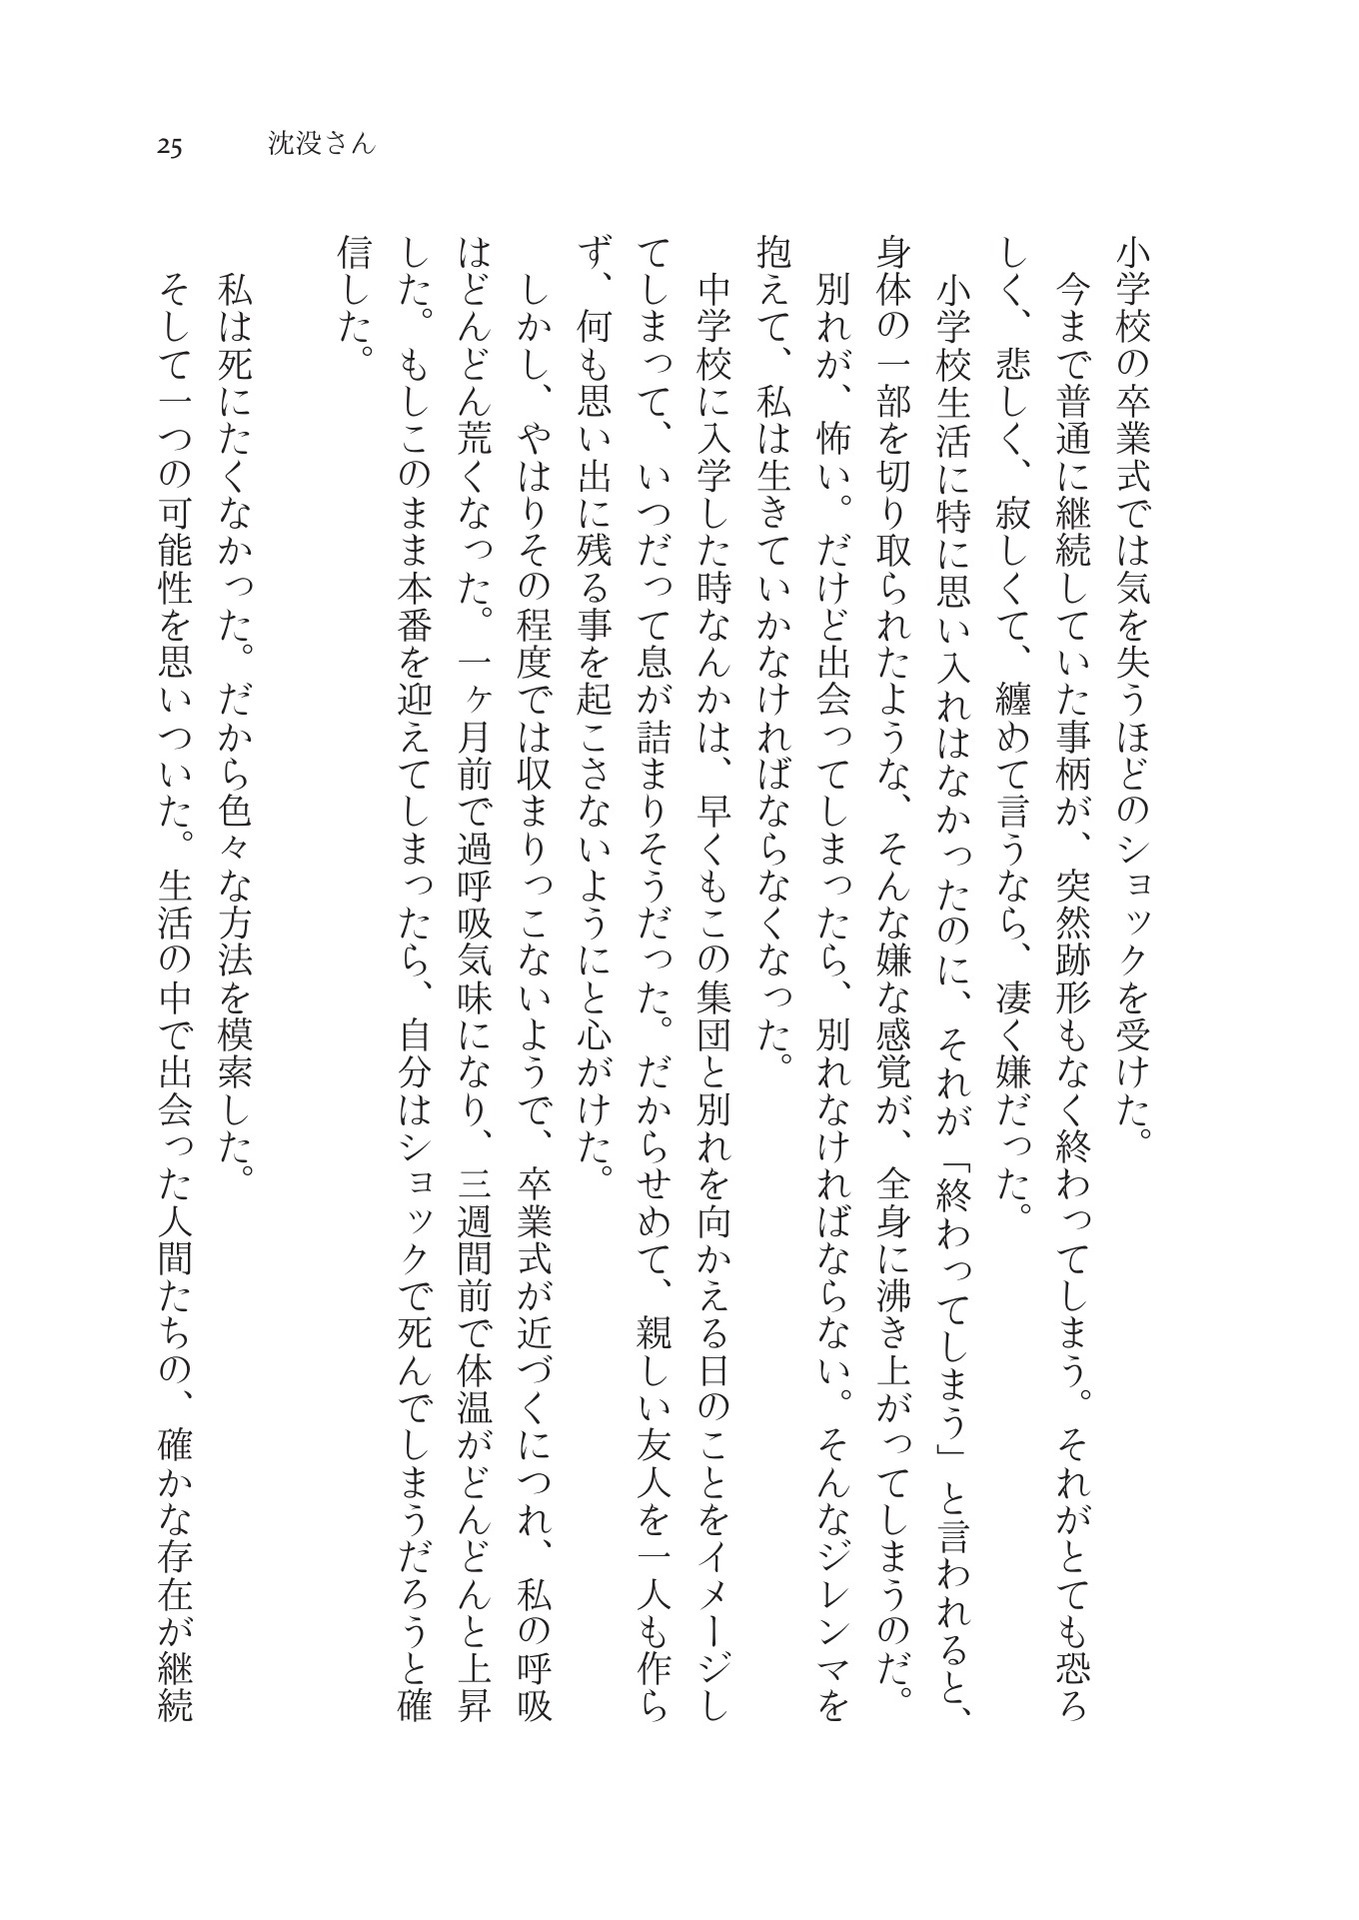 25 沈没さん
小学校の卒業式では気を失うほどのショックを受けた。
今まで普通に継続していた事柄が、突然跡形もなく終わってしまう。それがとても恐ろ
しく、悲しく、寂しくて、纏めて言うなら、凄く嫌だった。
小学校生活に特に思い入れはなかったのに、それが「終わってしまう」と言われると、
身体の一部を切り取られたような、そんな嫌な感覚が、全身に沸き上がってしまうのだ。
別れが、怖い。だけど出会ってしまったら、別れなければならない。そんなジレンマを
抱えて、私は生きていかなければならなくなった。
中学校に入学した時なんかは、早くもこの集団と別れを向かえる日のことをイメージし
てしまって、いつだって息が詰まりそうだった。だからせめて、親しい友人を一人も作ら
ず、何も思い出に残る事を起こさないようにと心がけた。
しかし、やはりその程度では収まりっこないようで、卒業式が近づくにつれ、私の呼吸
はどんどん荒くなった。一ヶ月前で過呼吸気味になり、三週間前で体温がどんどんと上昇
した。もしこのまま本番を迎えてしまったら、自分はショックで死んでしまうだろうと確
信した。
私は死にたくなかった。だから色々な方法を模索した。
そして一つの可能性を思いついた。生活の中で出会った人間たちの、確かな存在が継続